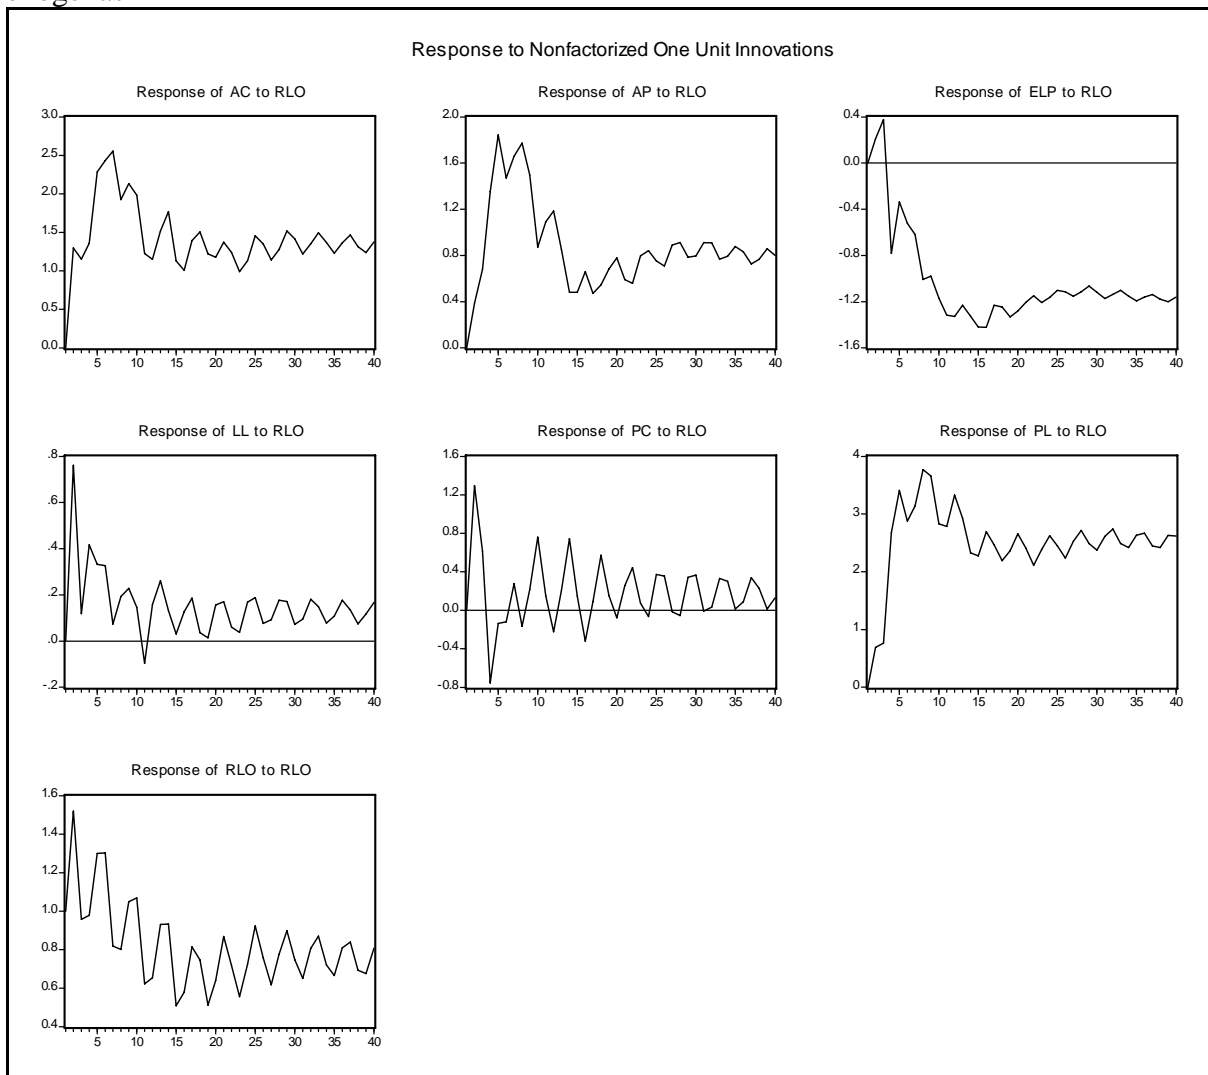 Response to Nonfactorized One Unit Innovations
Response of AC to RLO
3.0
2.5
2.0
1.5
1.0
0.5
0.0
5 10 15 20 25 30 35 40
Response of AP to RLO
2.0
1.6
1.2
0.8
0.4
0.0
5 10 15 20 25 30 35 40
Response of ELP to RLO
0.4
0.0
-0.4
-0.8
-1.2
-1.6
5 10 15 20 25 30 35 40
Response of LL to RLO
.8
.6
.4
.2
.0
-.2
5 10 15 20 25 30 35 40
Response of PC to RLO
1.6
1.2
0.8
0.4
0.0
-0.4
-0.8
5 10 15 20 25 30 35 40
Response of PL to RLO
4
3
2
1
0
5 10 15 20 25 30 35 40
Response of RLO to RLO
1.6
1.4
1.2
1.0
0.8
0.6
0.4
5 10 15 20 25 30 35 40